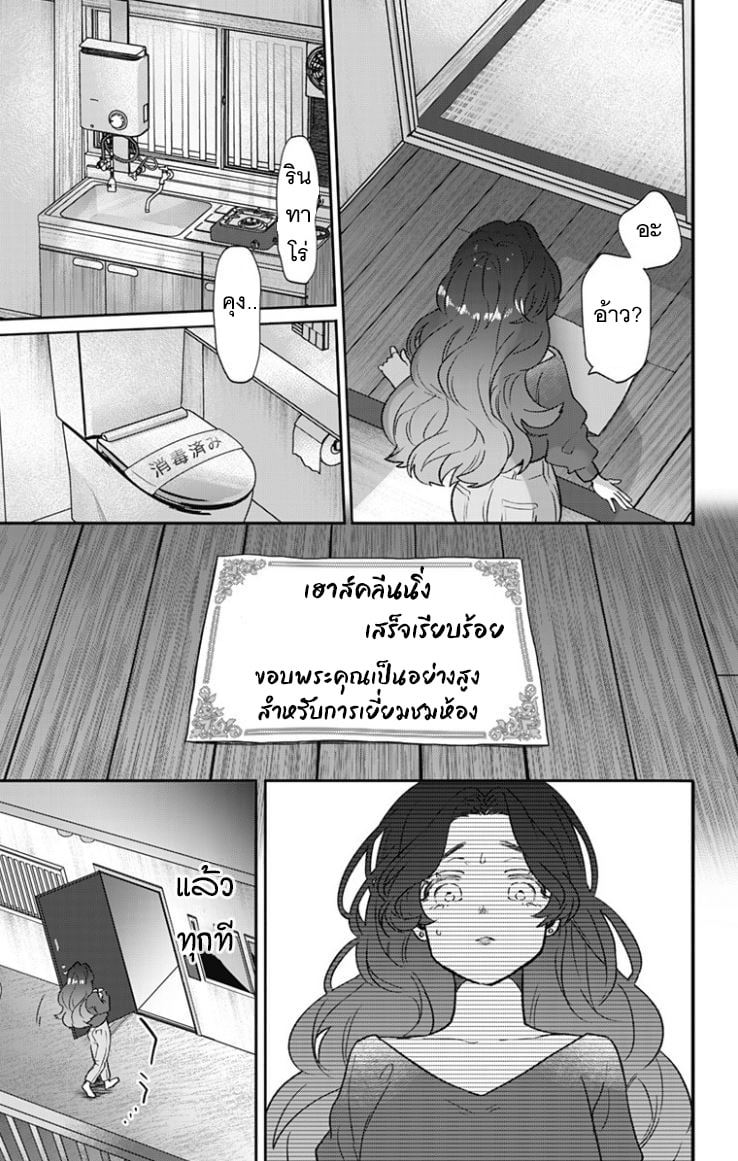 อะ
อ้าว?
ริน
ทา
โร่
คุง..
消毒済み
เฮาส์คลีนนิ่ง
เสร็จเรียบร้อย
ขอบพระคุณเป็นอย่างสูง
สำหรับการเยี่ยมชมห้อง
แล้ว
ทุกที